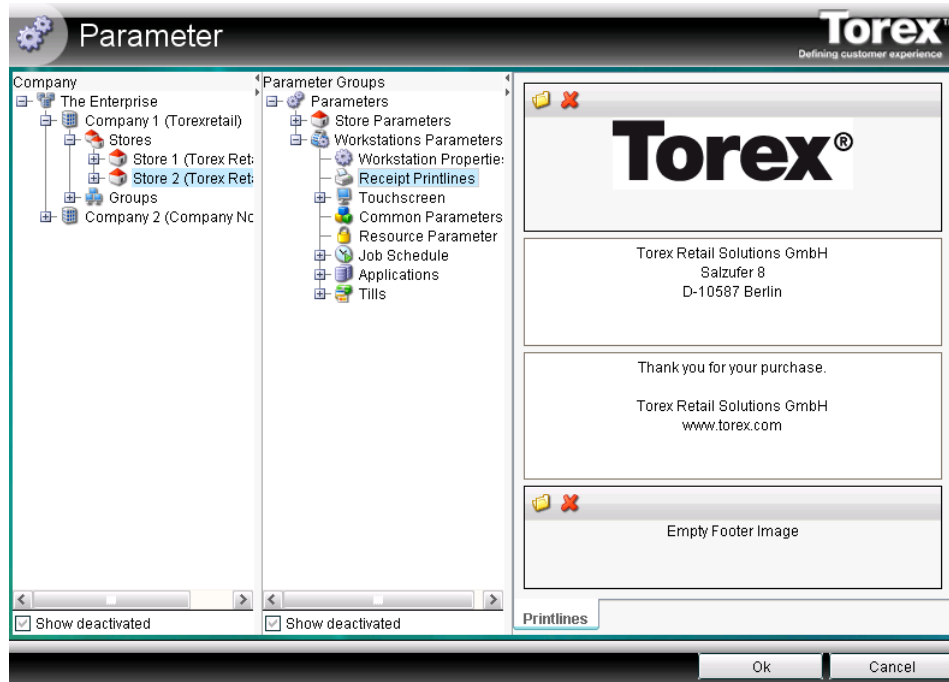 Parameter
Torex
Defining customer experience
Company
The Enterprise
Company 1 (Torexretail)
Stores
Store 1 (Torex Reta
Store 2 (Torex Reta
Groups
Company 2 (Company No
Show deactivated
Parameter Groups
Parameters
Store Parameters
Workstations Parameters
Workstation Properties
Receipt Printlines
Touchscreen
Common Parameters
Resource Parameter
Job Schedule
Applications
Tills
Show deactivated
Torex®
Torex Retail Solutions GmbH
Salzufer 8
D-10587 Berlin
Thank you for your purchase.
Torex Retail Solutions GmbH
www.torex.com
Empty Footer Image
Printlines
Ok
Cancel